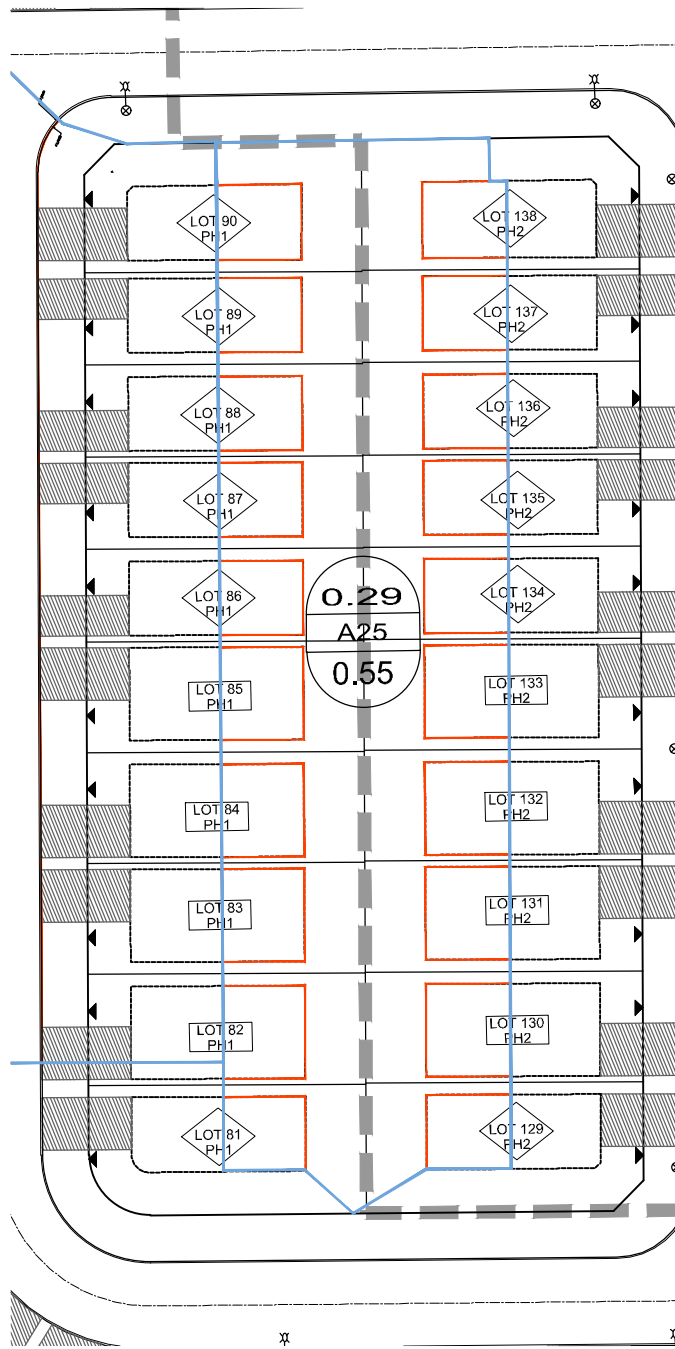 LOT 90
PH1
LOT 138
PH2
LOT 89
PH1
LOT 137
PH2
LOT 88
PH1
LOT 136
PH2
LOT 87
PH1
LOT 135
PH2
LOT 86
PH1
0.29
A25
0.55
LOT 134
PH2
LOT 85
PH1
LOT 133
PH2
LOT 84
PH1
LOT 132
PH2
LOT 83
PH1
LOT 131
PH2
LOT 82
PH1
LOT 130
PH2
LOT 81
PH1
LOT 129
PH2